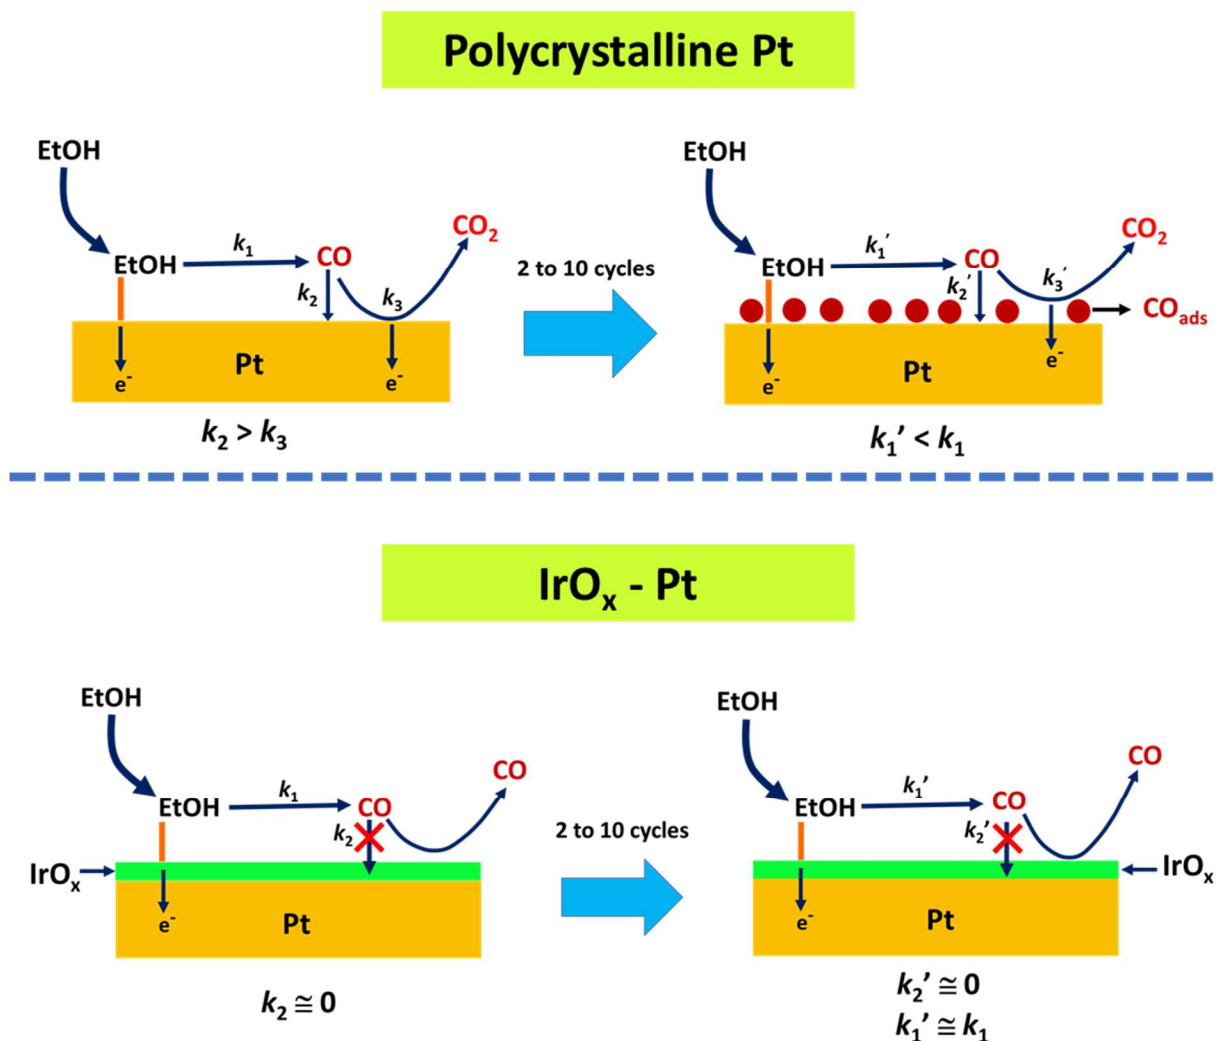 Polycrystalline Pt
EtOH
EtOH
k₁
CO
k₂
k₃
CO₂
Pt
e⁻
e⁻
k₂ > k₃
2 to 10 cycles
EtOH
EtOH
k₁′
CO
k₂′
k₃′
CO₂
COads
Pt
e⁻
e⁻
k₁’ < k₁
IrOₓ - Pt
EtOH
EtOH
k₁
CO
k₂
CO
IrOₓ
Pt
e⁻
k₂ ≅ 0
2 to 10 cycles
EtOH
EtOH
k₁’
CO
k₂’
CO
IrOₓ
Pt
e⁻
k₂’ ≅ 0
k₁’ ≅ k₁